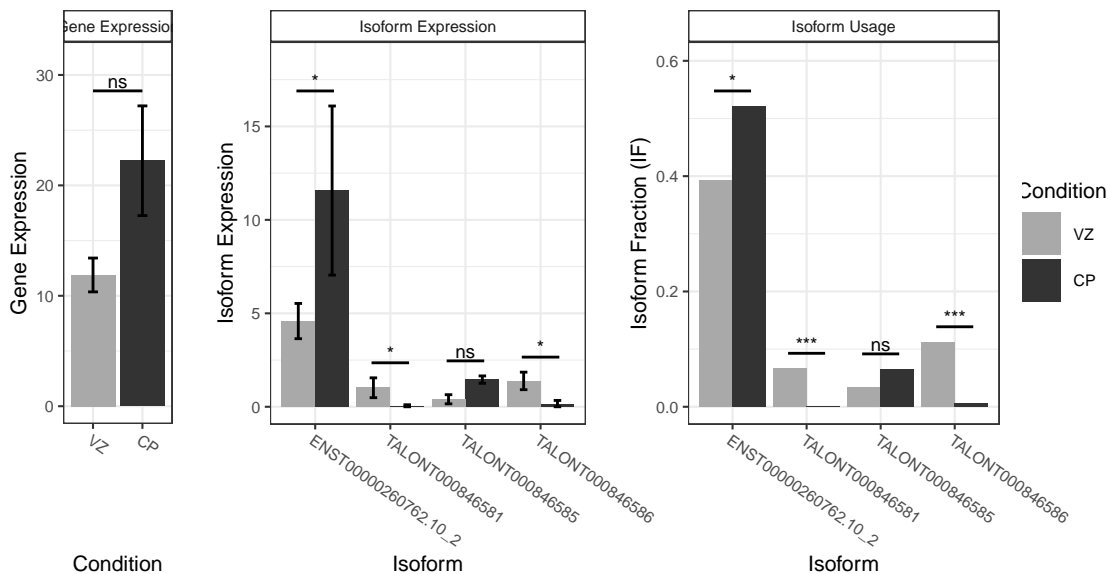 Gene Expression
Gene Expression
30
20
10
0
ns
VZ
CP
Condition
Isoform Expression
Isoform Expression
15
10
5
0
*
*
ns
*
ENST00000260762.10_2
TALONT000846581
TALONT000846585
TALONT000846586
Isoform
Isoform Usage
Isoform Fraction (IF)
0.6
0.4
0.2
0.0
*
***
ns
***
ENST00000260762.10_2
TALONT000846581
TALONT000846585
TALONT000846586
Isoform
Condition
VZ
CP